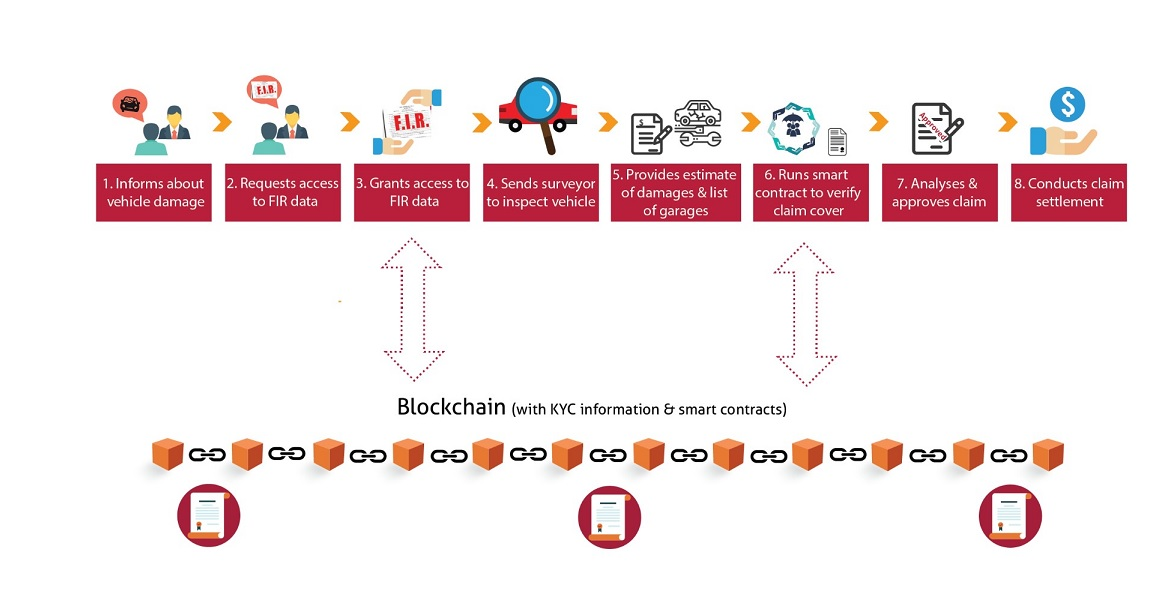 F.I.R.
F.I.R.
$
$
Approved
1. Informs about
vehicle damage
2. Requests access
to FIR data
3. Grants access to
FIR data
4. Sends surveyor
to inspect vehicle
5. Provides estimate
of damages & list
of garages
6. Runs smart
contract to verify
claim cover
7. Analyses &
approves claim
8. Conducts claim
settlement
Blockchain (with KYC information & smart contracts)